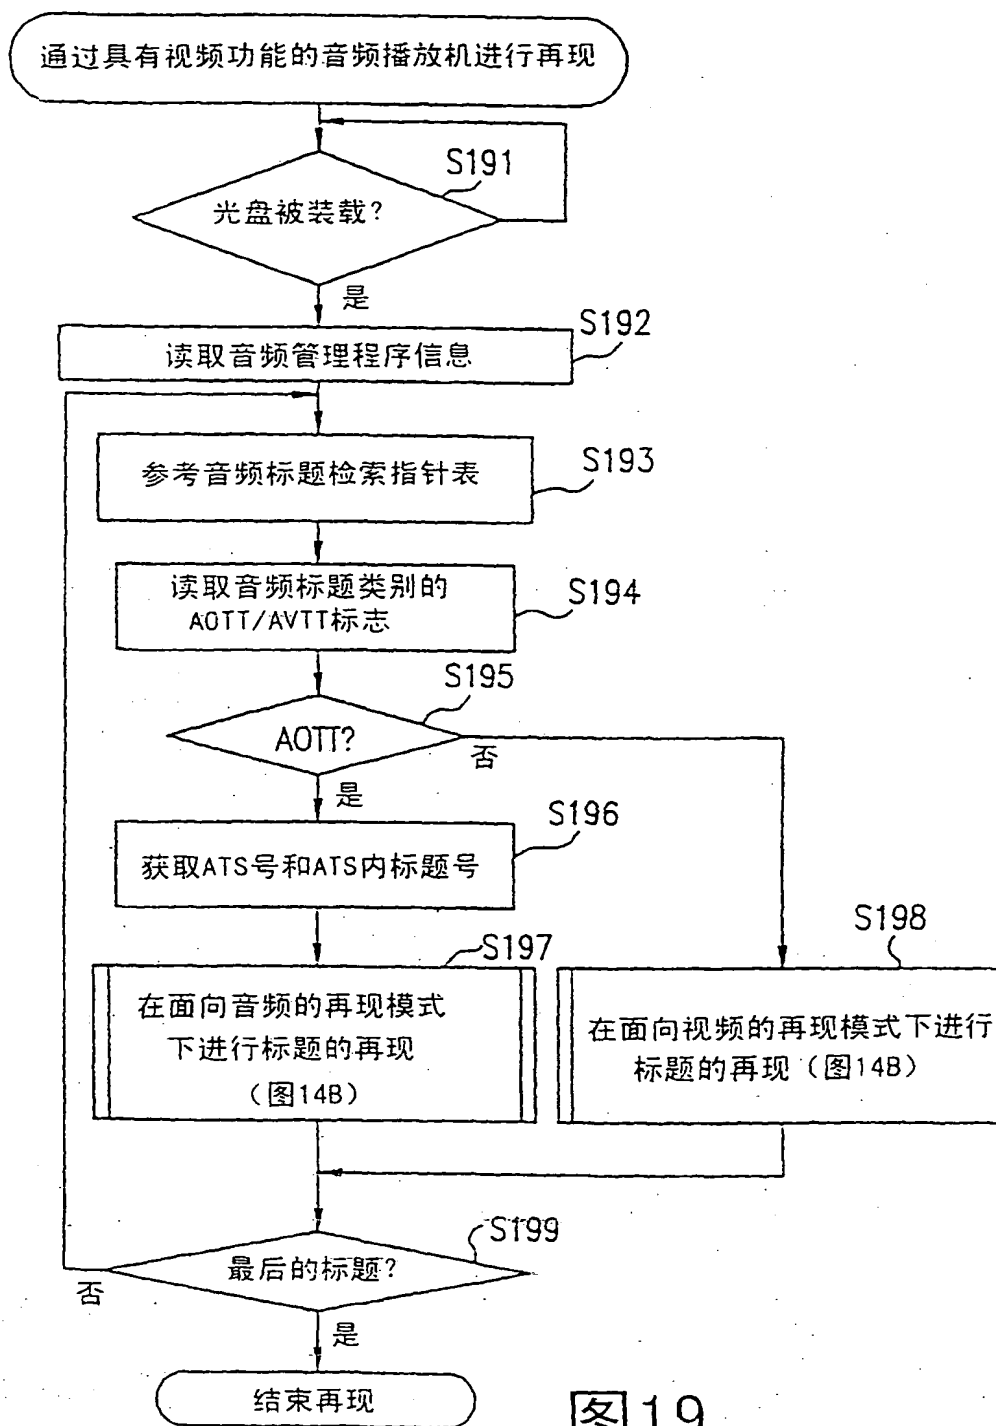 通过具有视频功能的音频播放机进行再现
S191
光盘被装载?
是
S192
读取音频管理程序信息
S193
参考音频标题检索指针表
S194
读取音频标题类别的
AOTT/AVTT标志
S195
AOTT?
否
是
S196
获取ATS号和ATS内标题号
S197
在面向音频的再现模式
下进行标题的再现
(图14B)
S198
在面向视频的再现模式下进行
标题的再现(图14B)
S199
最后的标题?
否
是
结束再现
图19